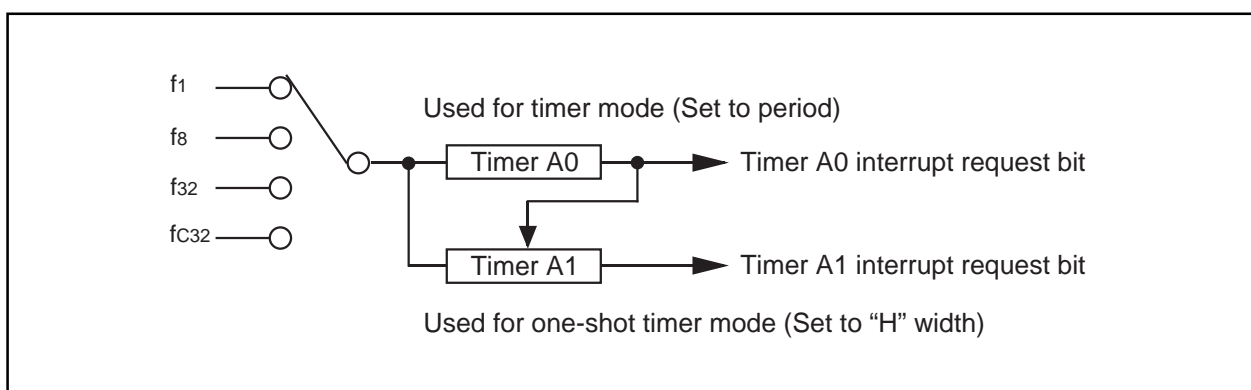 f1
Used for timer mode (Set to period)
f8
Timer A0
Timer A0 interrupt request bit
f32
fC32
Timer A1
Timer A1 interrupt request bit
Used for one-shot timer mode (Set to “H” width)